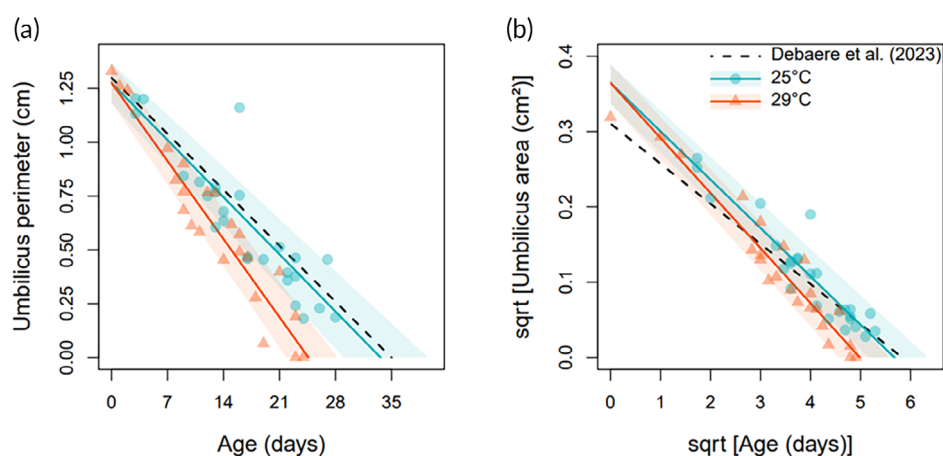 (a)
Umbilicus perimeter (cm)
1.25
1.00
0.75
0.50
0.25
0.00
0 7 14 21 28 35
Age (days)
(b)
sqrt [Umbilicus area (cm²)]
0.4
0.3
0.2
0.1
0.0
0 1 2 3 4 5 6
sqrt [Age (days)]
Debaere et al. (2023)
25°C
29°C